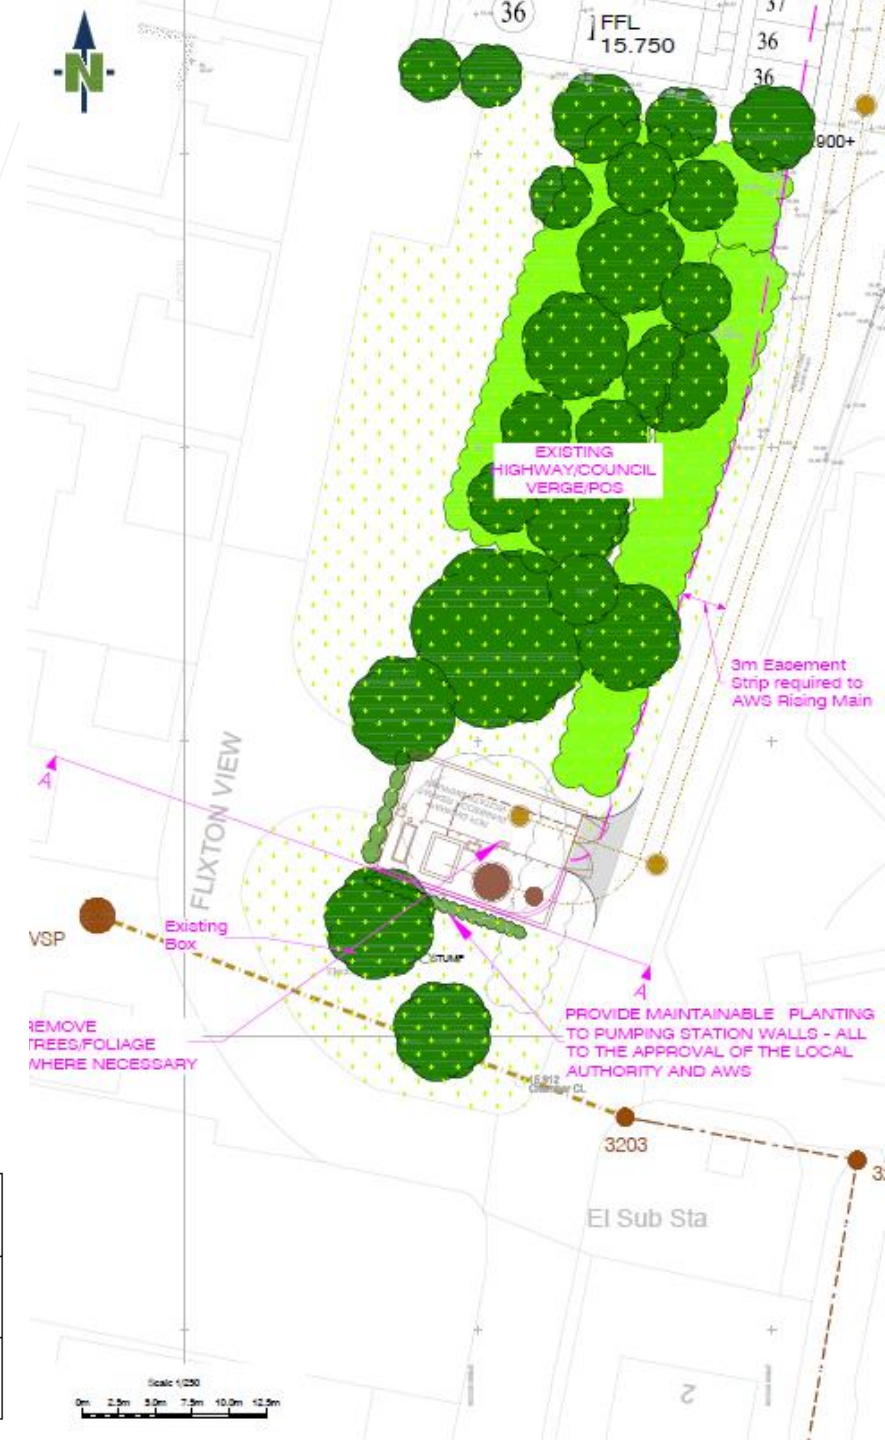 N
36
FFL
15.750
37
36
36
900+
EXISTING
HIGHWAY/COUNCIL
VERGE/POS
3m Easement
Strip required to
AWS Rising Main
FLIXTON VIEW
A
VSP
Existing
Box
STUMP
A
REMOVE
TREES/FOLIAGE
WHERE NECESSARY
PROVIDE MAINTAINABLE PLANTING
TO PUMPING STATION WALLS - ALL
TO THE APPROVAL OF THE LOCAL
AUTHORITY AND AWS
3203
El Sub Sta
2
Scale 1/250
0m 2.5m 5.0m 7.5m 10.0m 12.5m